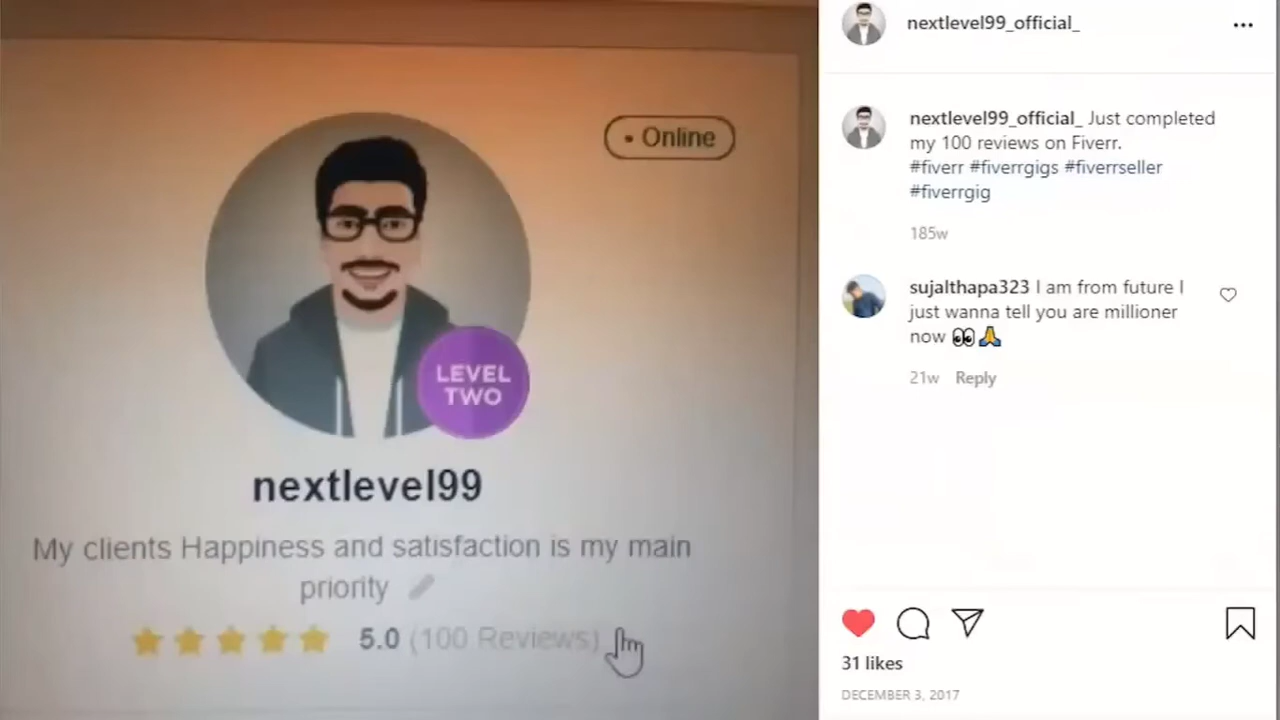 • Online
LEVEL
TWO
nextlevel99
My clients Happiness and satisfaction is my main
priority
5.0 (100 Reviews)
nextlevel99_official_
nextlevel99_official_ Just completed
my 100 reviews on Fiverr.
#fiverr #fiverrgigs #fiverrseller
#fiverrgig
185w
sujalthapa323 I am from future I
just wanna tell you are millioner
now 👀🙏
21w Reply
31 likes
DECEMBER 3, 2017